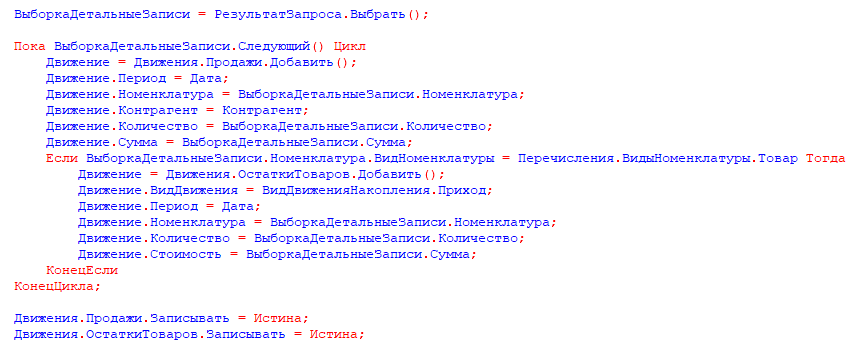 ВыборкаДетальныеЗаписи = РезультатЗапроса.Выбрать();
Пока ВыборкаДетальныеЗаписи.Следующий() Цикл
Движение = Движения.Продажи.Добавить();
Движение.Период = Дата;
Движение.Номенклатура = ВыборкаДетальныеЗаписи.Номенклатура;
Движение.Контрагент = Контрагент;
Движение.Количество = ВыборкаДетальныеЗаписи.Количество;
Движение.Сумма = ВыборкаДетальныеЗаписи.Сумма;
Если ВыборкаДетальныеЗаписи.Номенклатура.ВидНоменклатуры = Перечисления.ВидыНоменклатуры.Товар Тогда
Движение = Движения.ОстаткиТоваров.Добавить();
Движение.ВидДвижения = ВидДвиженияНакопления.Приход;
Движение.Период = Дата;
Движение.Номенклатура = ВыборкаДетальныеЗаписи.Номенклатура;
Движение.Количество = ВыборкаДетальныеЗаписи.Количество;
Движение.Стоимость = ВыборкаДетальныеЗаписи.Сумма;
КонецЕсли
КонецЦикла;
Движения.Продажи.Записывать = Истина;
Движения.ОстаткиТоваров.Записывать = Истина;